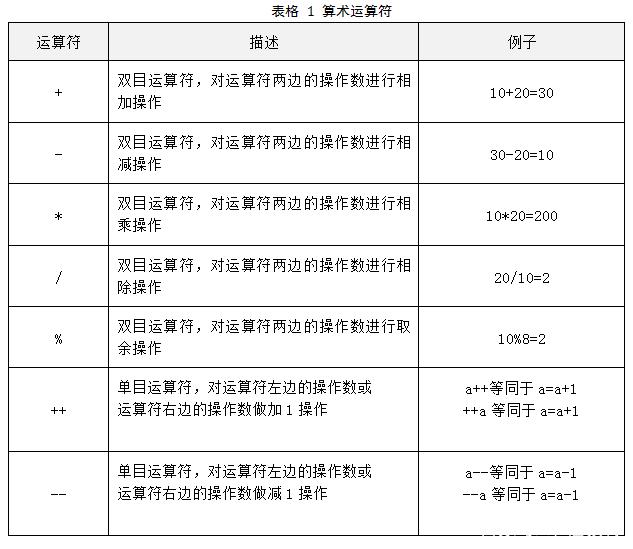 表格 1 算术运算符
运算符 描述 例子
+ 双目运算符，对运算符两边的操作数进行相
加操作 10+20=30
- 双目运算符，对运算符两边的操作数进行相
减操作 30-20=10
* 双目运算符，对运算符两边的操作数进行相
乘操作 10*20=200
/ 双目运算符，对运算符两边的操作数进行相
除操作 20/10=2
% 双目运算符，对运算符两边的操作数进行取
余操作 10%8=2
++ 单目运算符，对运算符左边的操作数或
运算符右边的操作数做加1操作
a++等同于 a=a+1
++a 等同于 a=a+1
-- 单目运算符，对运算符左边的操作数或
运算符右边的操作数做减1操作
a--等同于 a=a-1
--a 等同于 a=a-1